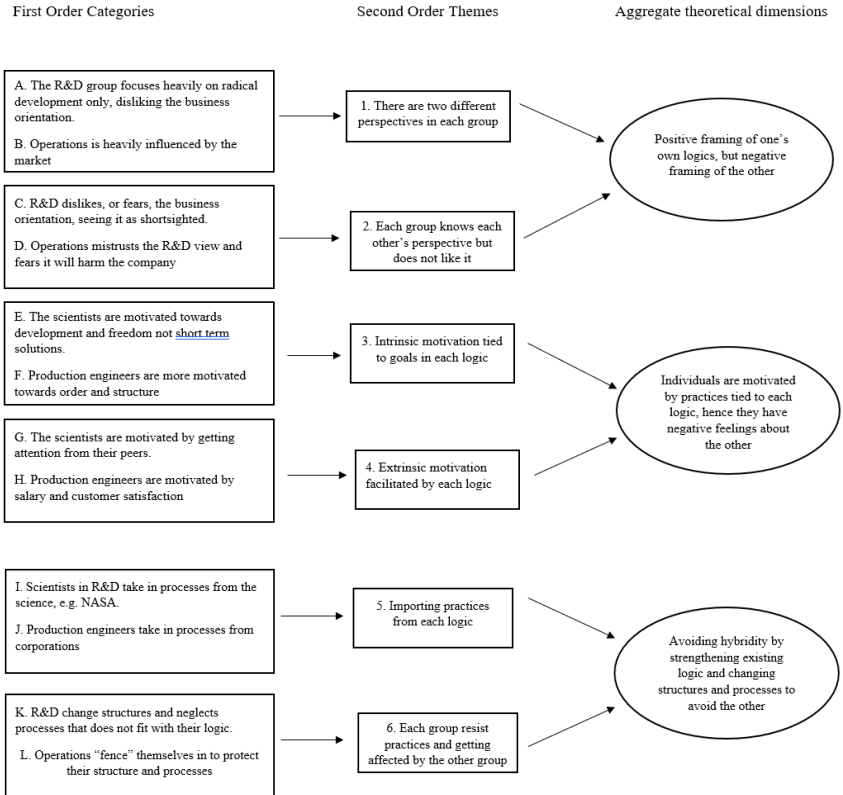 First Order Categories
Second Order Themes
Aggregate theoretical dimensions
A. The R&D group focuses heavily on radical
development only, disliking the business
orientation.
B. Operations is heavily influenced by the
market
1. There are two different
perspectives in each group
Positive framing of one's
own logics, but negative
framing of the other
C. R&D dislikes, or fears, the business
orientation, seeing it as shortsighted.
D. Operations mistrusts the R&D view and
fears it will harm the company
2. Each group knows each
other's perspective but
does not like it
E. The scientists are motivated towards
development and freedom not short term
solutions.
F. Production engineers are more motivated
towards order and structure
3. Intrinsic motivation tied
to goals in each logic
Individuals are motivated
by practices tied to each
logic, hence they have
negative feelings about
the other
G. The scientists are motivated by getting
attention from their peers.
H. Production engineers are motivated by
salary and customer satisfaction
4. Extrinsic motivation
facilitated by each logic
I. Scientists in R&D take in processes from the
science, e.g. NASA.
J. Production engineers take in processes from
corporations
5. Importing practices
from each logic
Avoiding hybridity by
strengthening existing
logic and changing
structures and processes to
avoid the other
K. R&D change structures and neglects
processes that does not fit with their logic.
L. Operations "fence" themselves in to protect
their structure and processes
6. Each group resist
practices and getting
affected by the other group